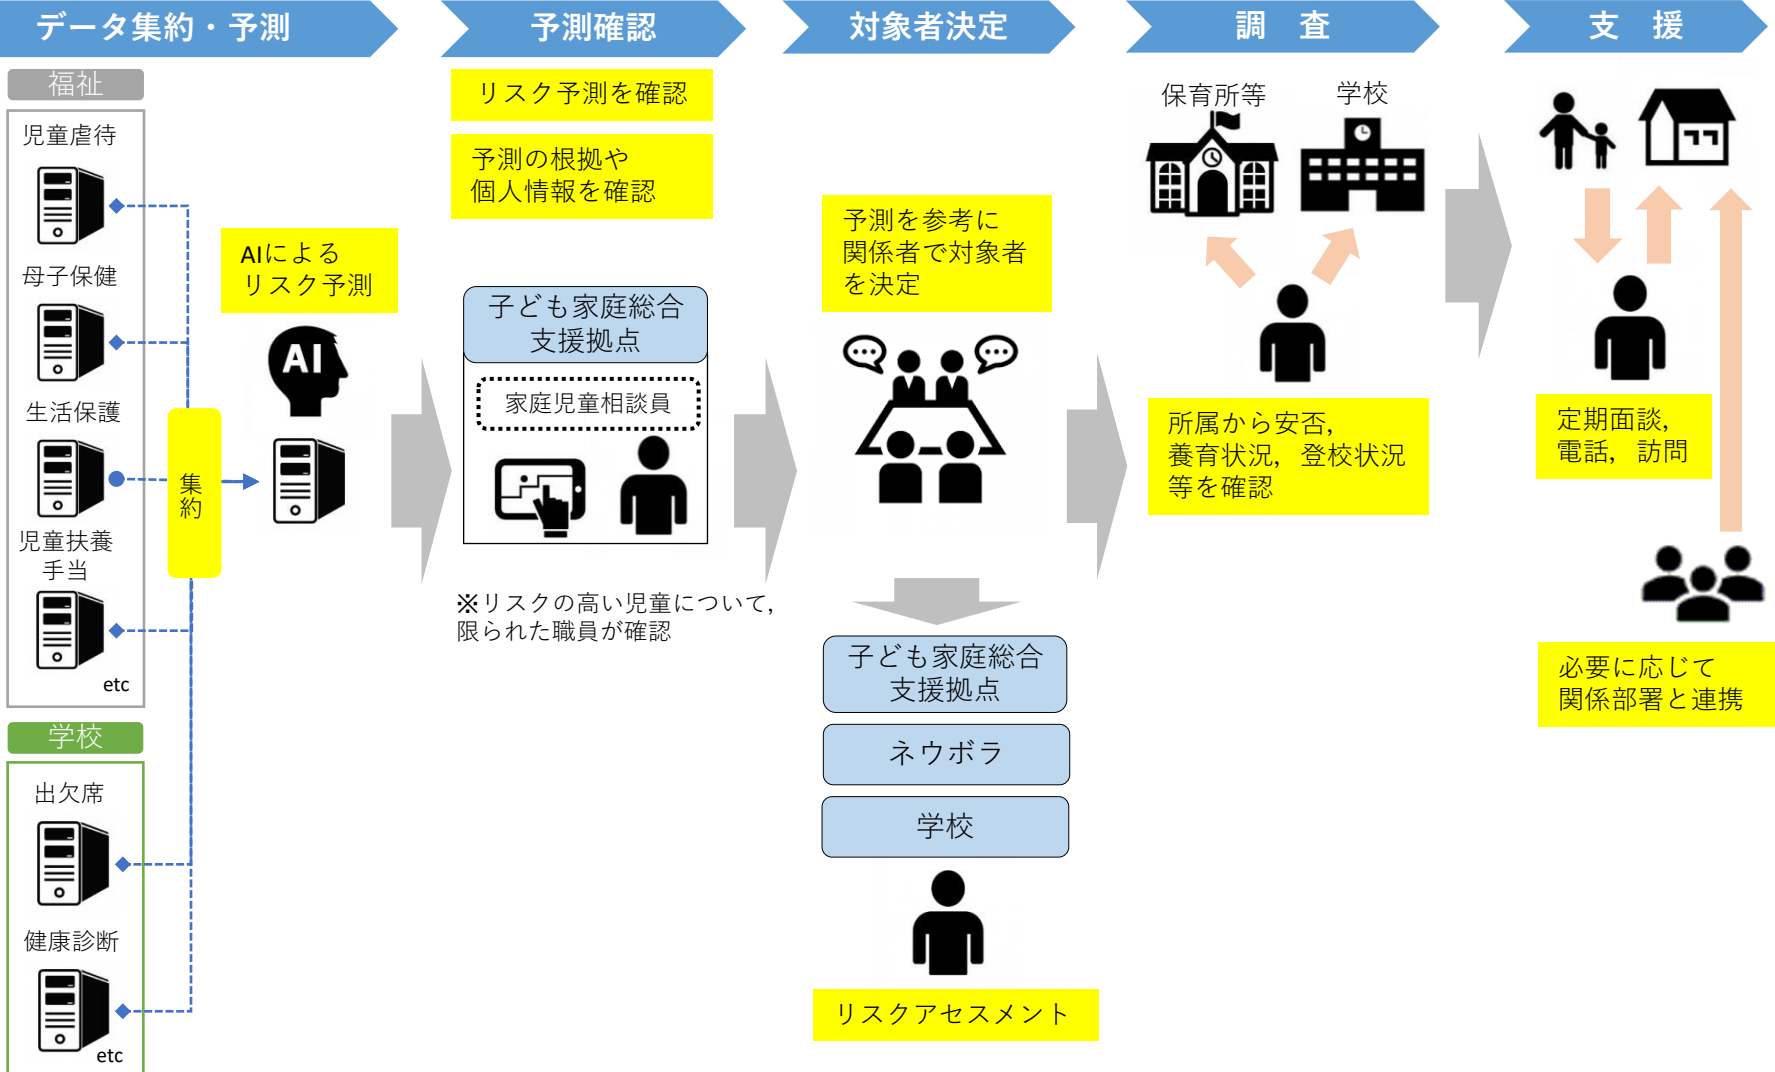 データ集約・予測
予測確認
対象者決定
調　査
支　援
福祉
児童虐待
母子保健
生活保護
児童扶養
手当
etc
学校
出欠席
健康診断
etc
集
約
AIによる
リスク予測
AI
リスク予測を確認
予測の根拠や
個人情報を確認
子ども家庭総合
支援拠点
家庭児童相談員
※リスクの高い児童について，
限られた職員が確認
予測を参考に
関係者で対象者
を決定
子ども家庭総合
支援拠点
ネウボラ
学校
リスクアセスメント
保育所等
学校
所属から安否，
養育状況，登校状況
等を確認
定期面談，
電話，訪問
必要に応じて
関係部署と連携